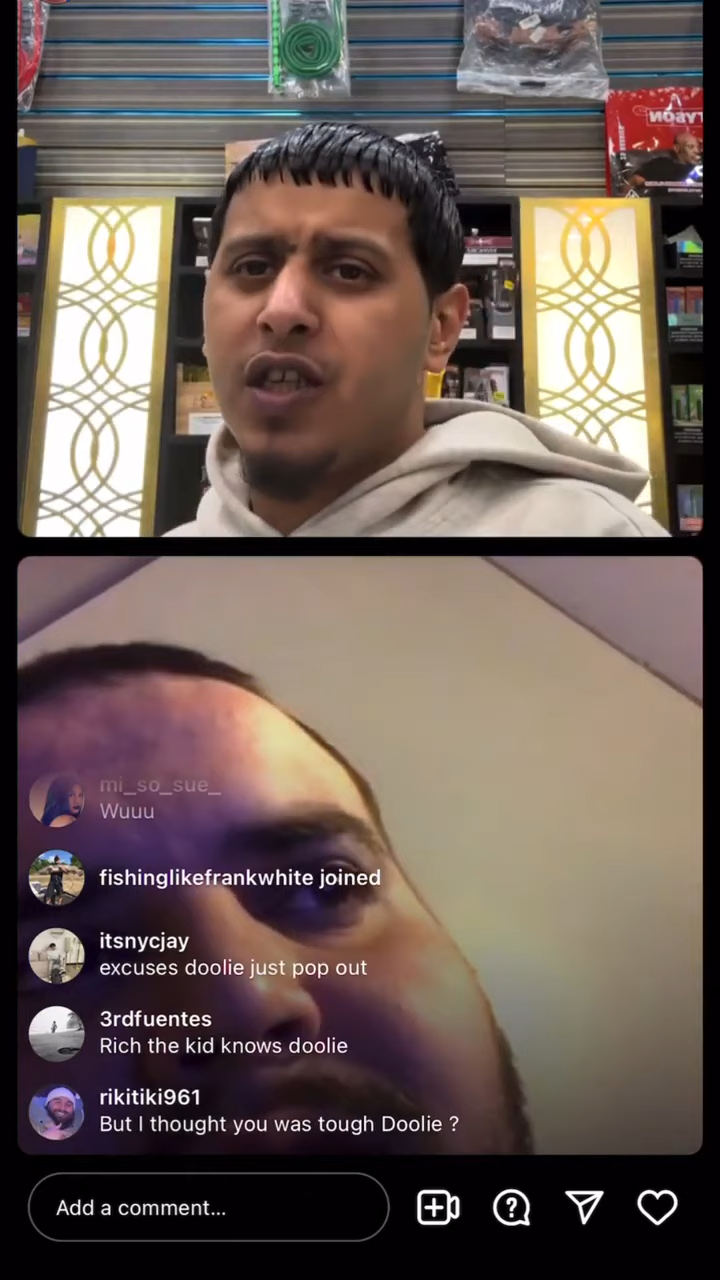 mi_so_sue_
Wuuu
fishinglikefrankwhite joined
itsnycjay
excuses doolie just pop out
3rdfuentes
Rich the kid knows doolie
rikitiki961
But I thought you was tough Doolie ?
Add a comment...